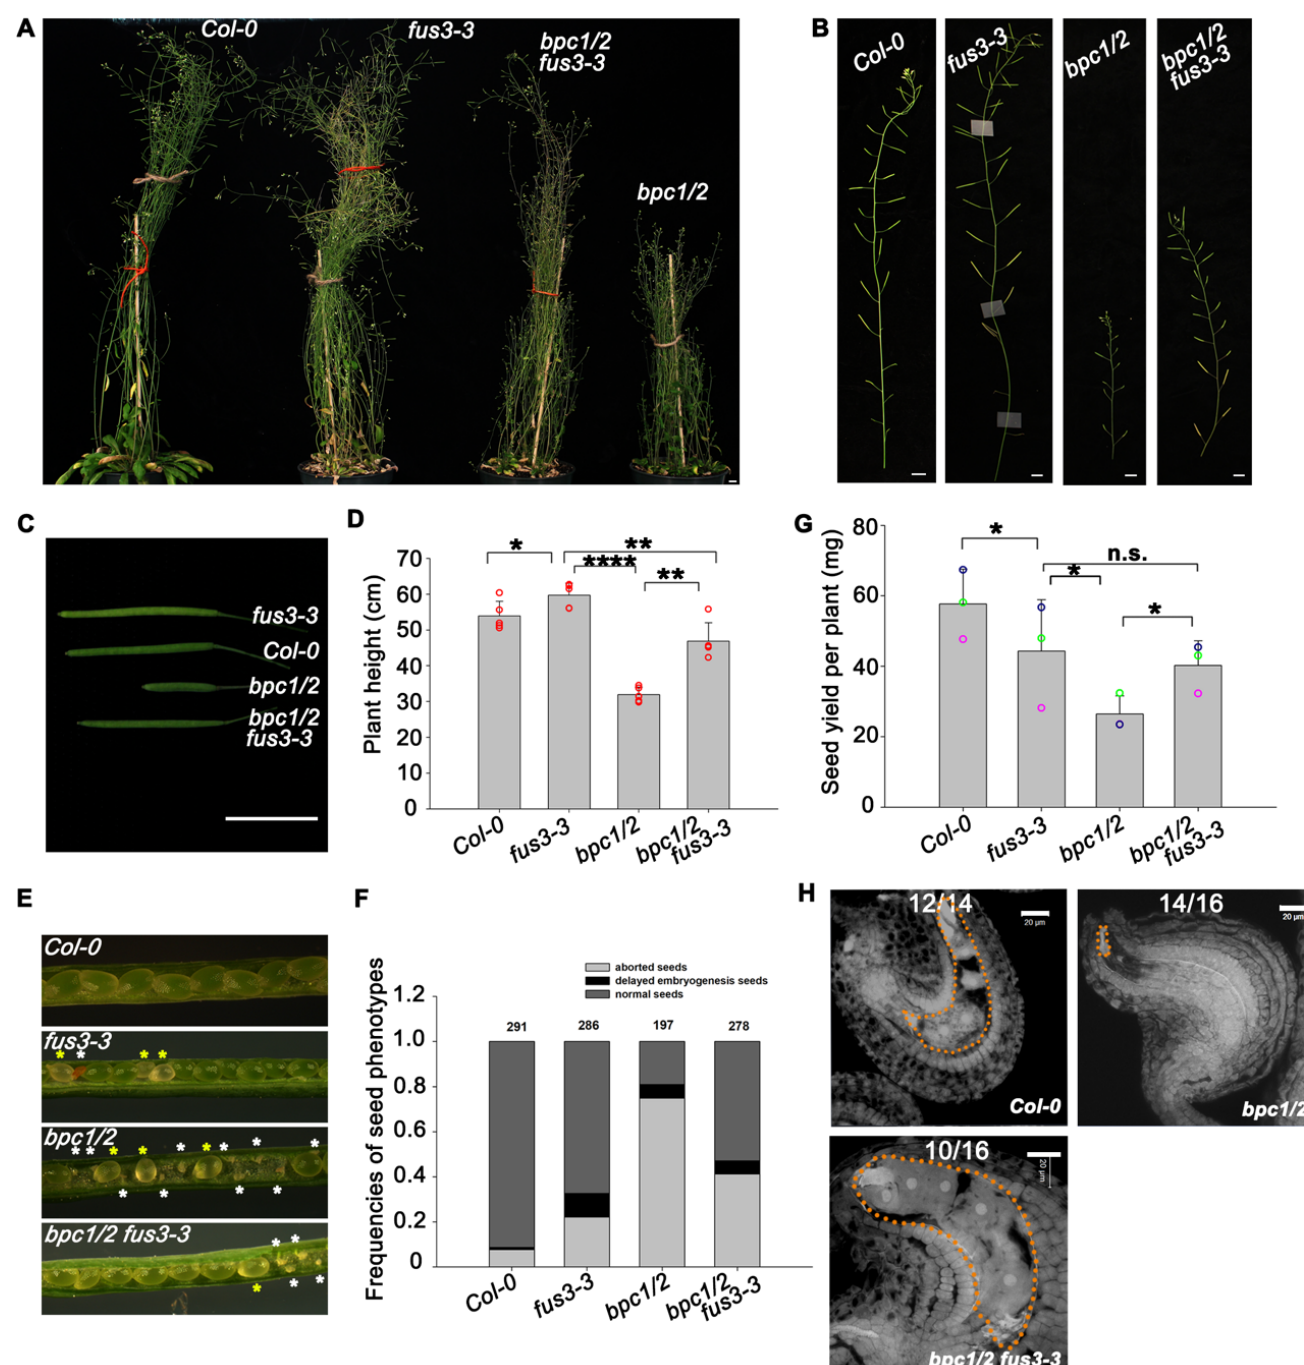 A
Col-0
fus3-3
bpc1/2
fus3-3
bpc1/2
B
Col-0
fus3-3
bpc1/2
bpc1/2
fus3-3
C
fus3-3
Col-0
bpc1/2
bpc1/2
fus3-3
D
Plant height (cm)
70
60
50
40
30
20
10
0
*
**
****
**
Col-0
fus3-3
bpc1/2
bpc1/2
fus3-3
G
Seed yield per plant (mg)
80
60
40
20
0
*
n.s.
*
*
Col-0
fus3-3
bpc1/2
bpc1/2
fus3-3
E
Col-0
fus3-3
* * * *
bpc1/2
* * * * * * * *
* * * *
bpc1/2 fus3-3
* *
* * *
F
aborted seeds
delayed embryogenesis seeds
normal seeds
Frequencies of seed phenotypes
1.2
1.0
0.8
0.6
0.4
0.2
0
291
286
197
278
Col-0
fus3-3
bpc1/2
bpc1/2
fus3-3
H
12/14
20 µm
Col-0
14/16
20 µm
bpc1/2
10/16
20 µm
bpc1/2 fus3-3